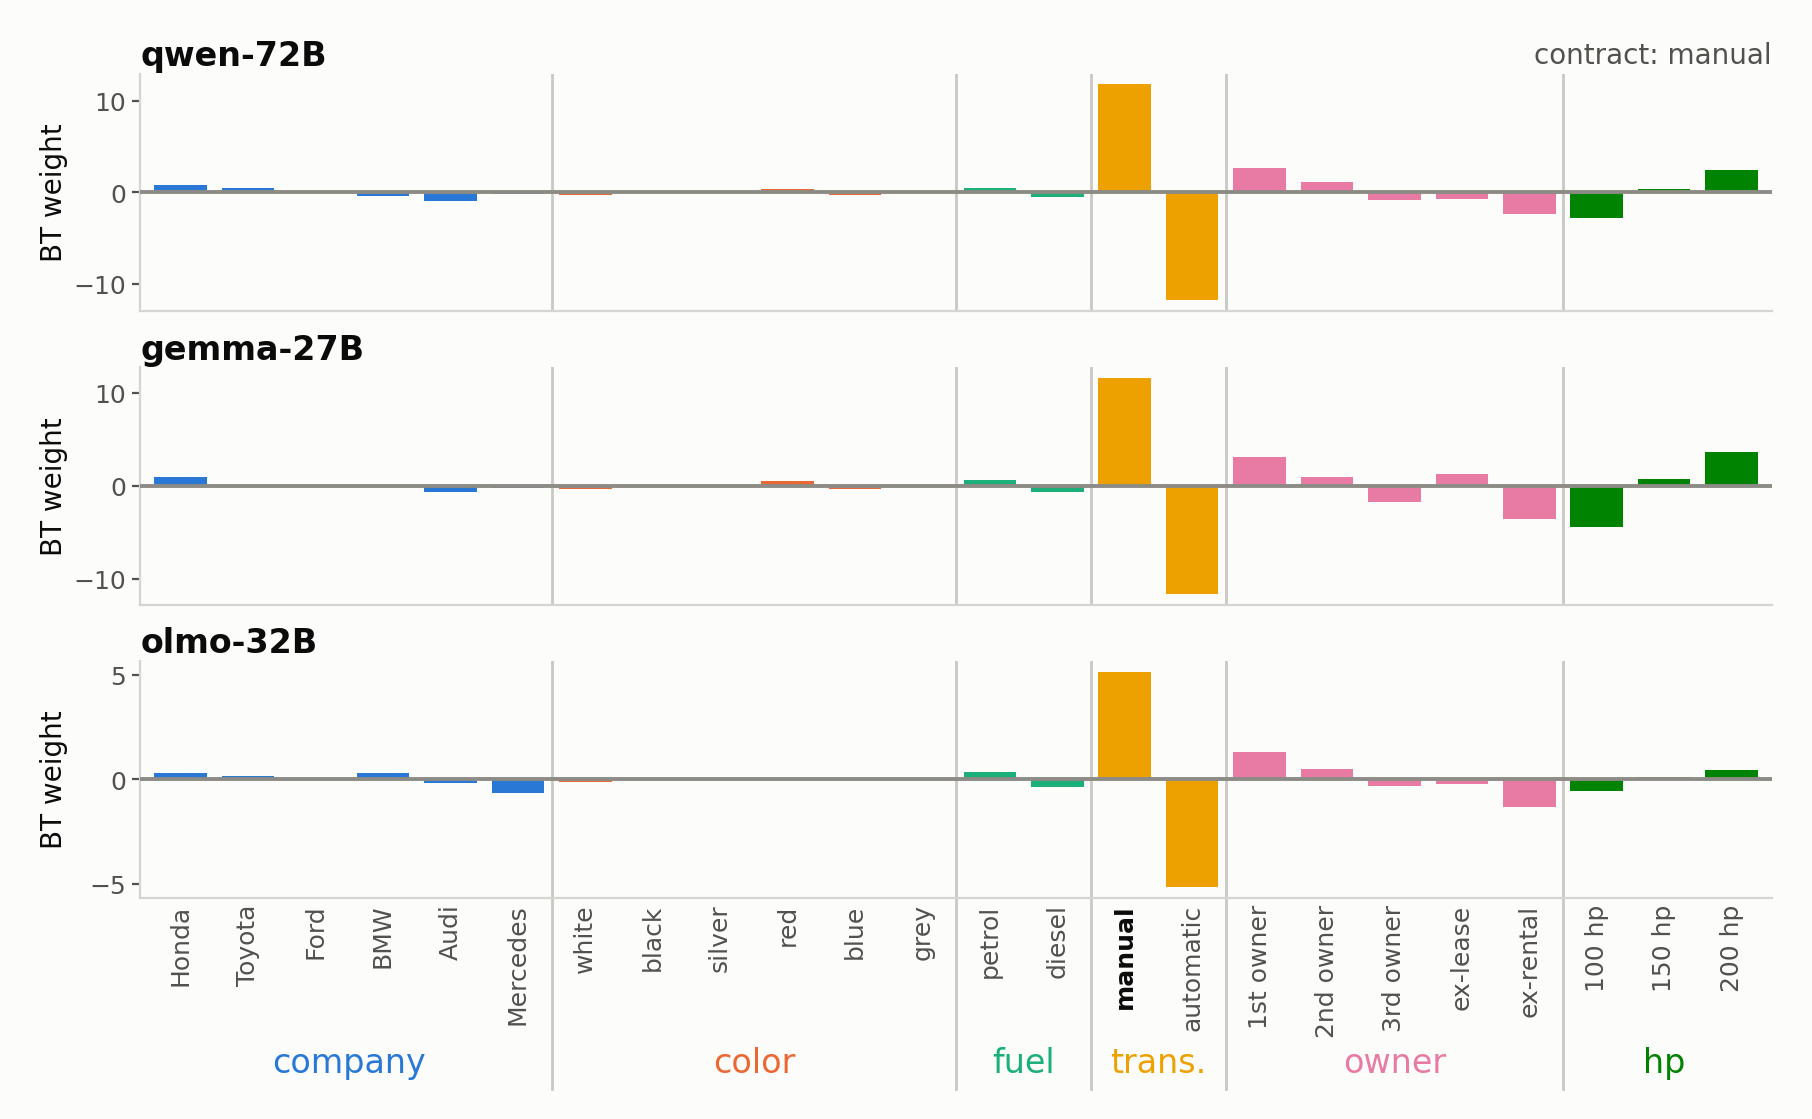 qwen-72B
contract: manual
BT weight
10
0
−10
gemma-27B
BT weight
10
0
−10
olmo-32B
BT weight
5
0
−5
Honda
Toyota
Ford
BMW
Audi
Mercedes
white
black
silver
red
blue
grey
petrol
diesel
manual
automatic
1st owner
2nd owner
3rd owner
ex-lease
ex-rental
100 hp
150 hp
200 hp
company
color
fuel
trans.
owner
hp